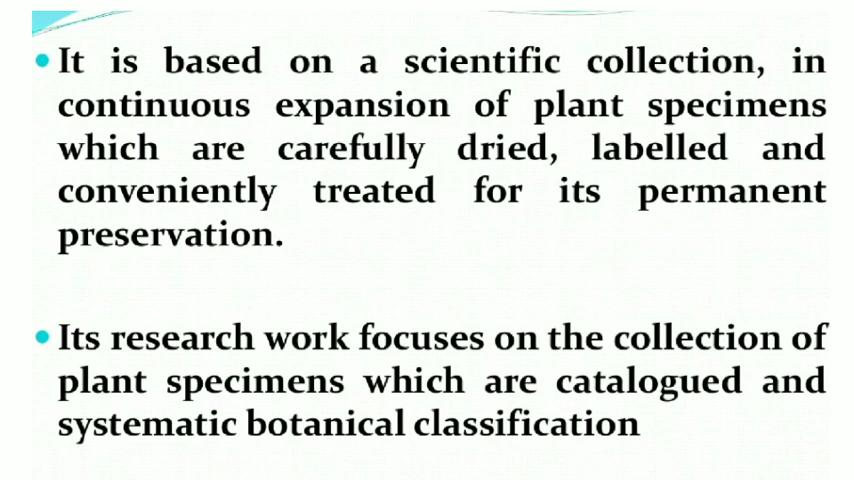 It is based on a scientific collection, in
continuous expansion of plant specimens
which are carefully dried, labelled and
conveniently treated for its permanent
preservation.
Its research work focuses on the collection of
plant specimens which are catalogued and
systematic botanical classification